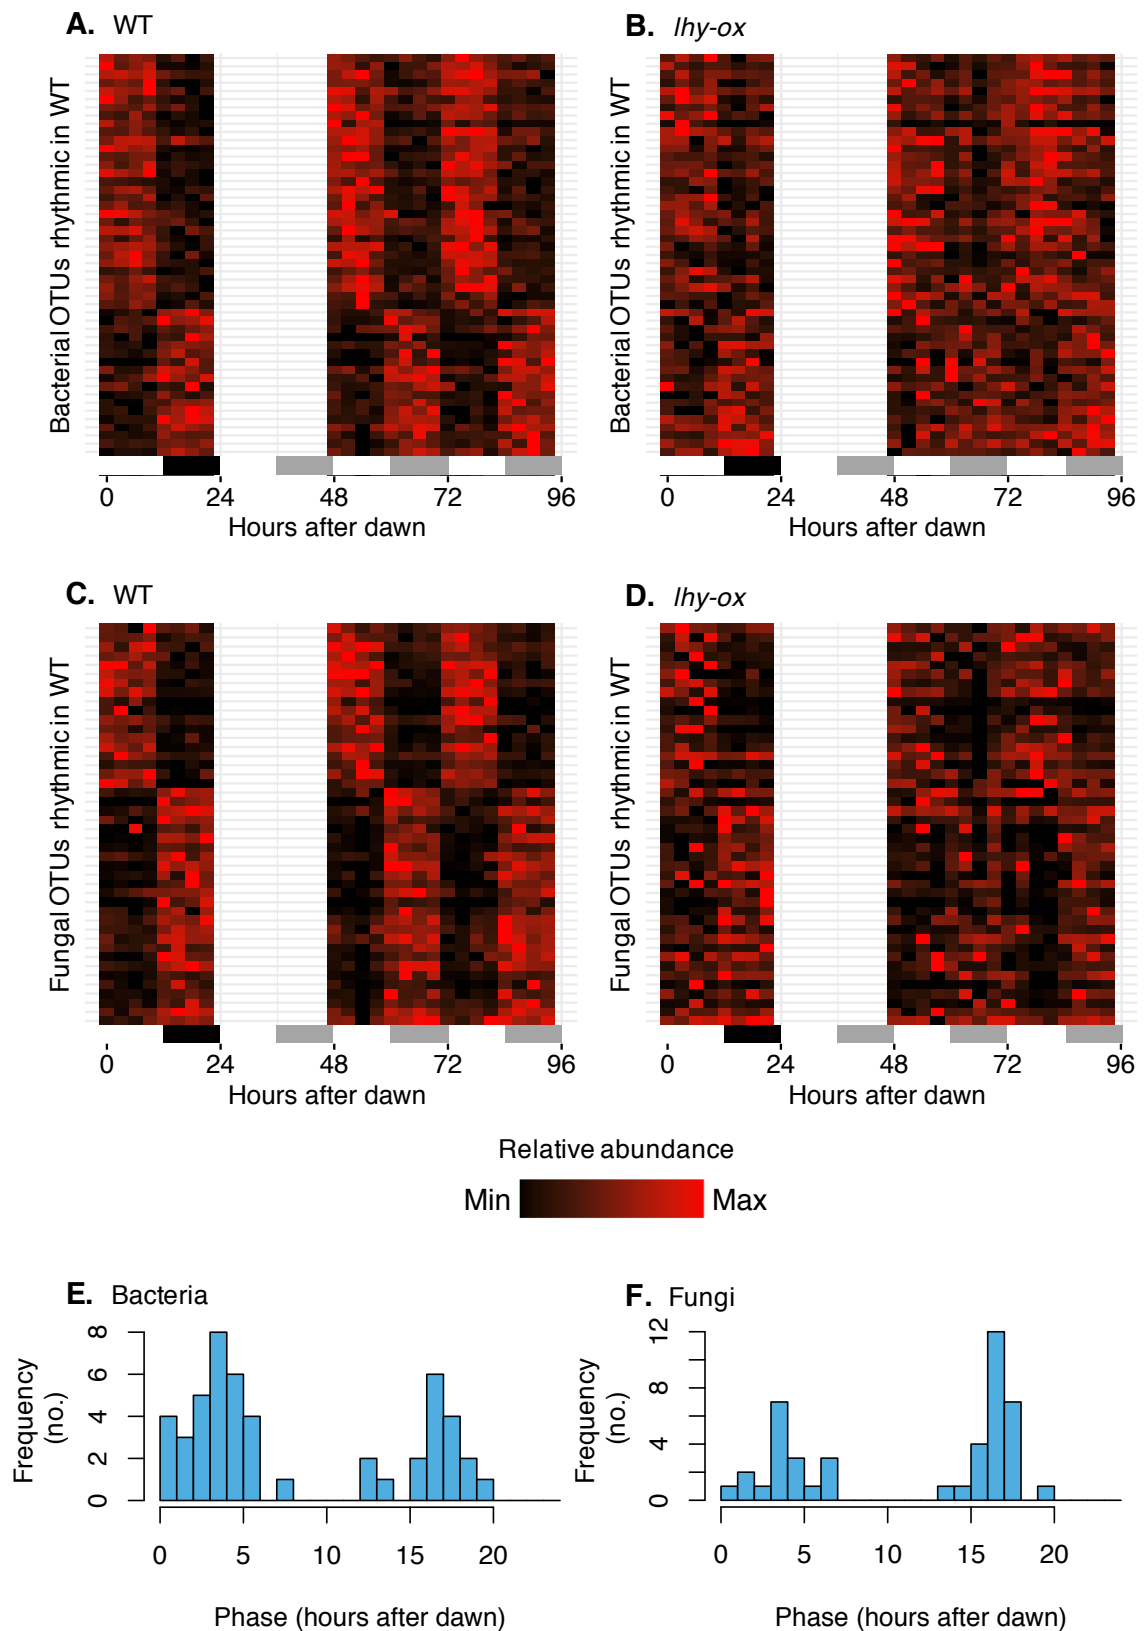 A. WT
B. lhy-ox
Bacterial OTUs rhythmic in WT
Bacterial OTUs rhythmic in WT
0 24 48 72 96
0 24 48 72 96
Hours after dawn
Hours after dawn
C. WT
D. lhy-ox
Fungal OTUs rhythmic in WT
Fungal OTUs rhythmic in WT
0 24 48 72 96
0 24 48 72 96
Hours after dawn
Hours after dawn
Relative abundance
Min
Max
E. Bacteria
F. Fungi
Frequency
(no.)
0 2 4 6 8
0 5 10 15 20
Phase (hours after dawn)
Frequency
(no.)
0 4 8 12
0 5 10 15 20
Phase (hours after dawn)